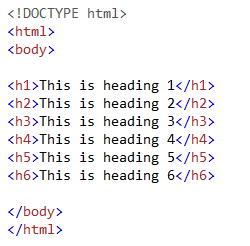 <!DOCTYPE html>
<html>
<body>
<h1>This is heading 1</h1>
<h2>This is heading 2</h2>
<h3>This is heading 3</h3>
<h4>This is heading 4</h4>
<h5>This is heading 5</h5>
<h6>This is heading 6</h6>
</body>
</html>